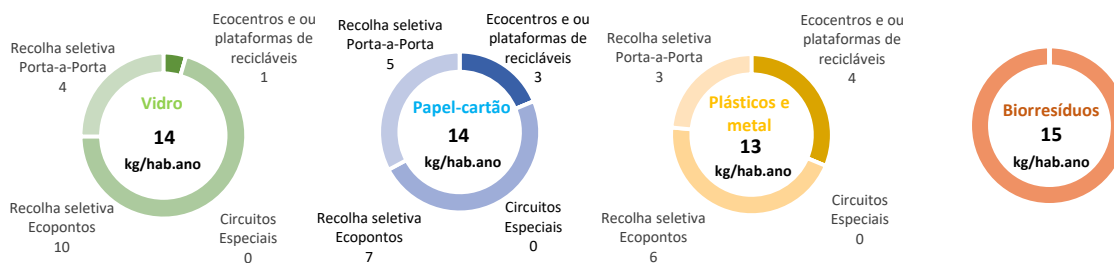 Recolha seletiva
Porta-a-Porta
4
Ecocentros e ou
plataformas de
recicláveis
1
Vidro
14
kg/hab.ano
Recolha seletiva
Ecopontos
10
Circuitos
Especiais
0
Recolha seletiva
Porta-a-Porta
5
Ecocentros e ou
plataformas de
recicláveis
3
Papel-cartão
14
kg/hab.ano
Recolha seletiva
Ecopontos
7
Circuitos
Especiais
0
Recolha seletiva
Porta-a-Porta
3
Ecocentros e ou
plataformas de
recicláveis
4
Plásticos e
metal
13
kg/hab.ano
Recolha seletiva
Ecopontos
6
Circuitos
Especiais
0
Biorresíduos
15
kg/hab.ano